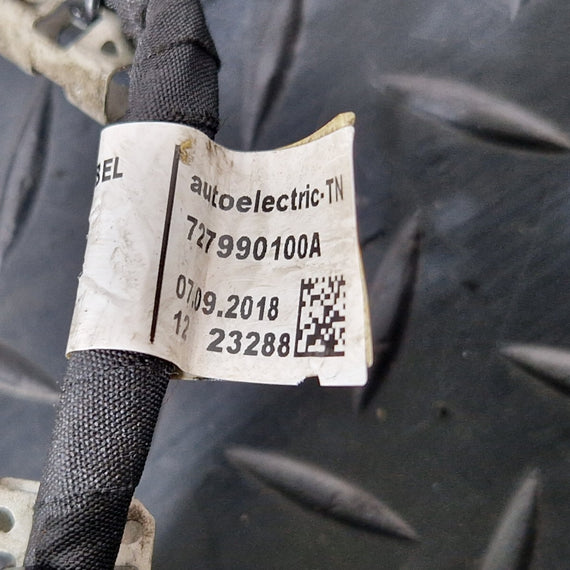 SEL
autoelectric-TN
727990100A
07.09.2018
12 23288